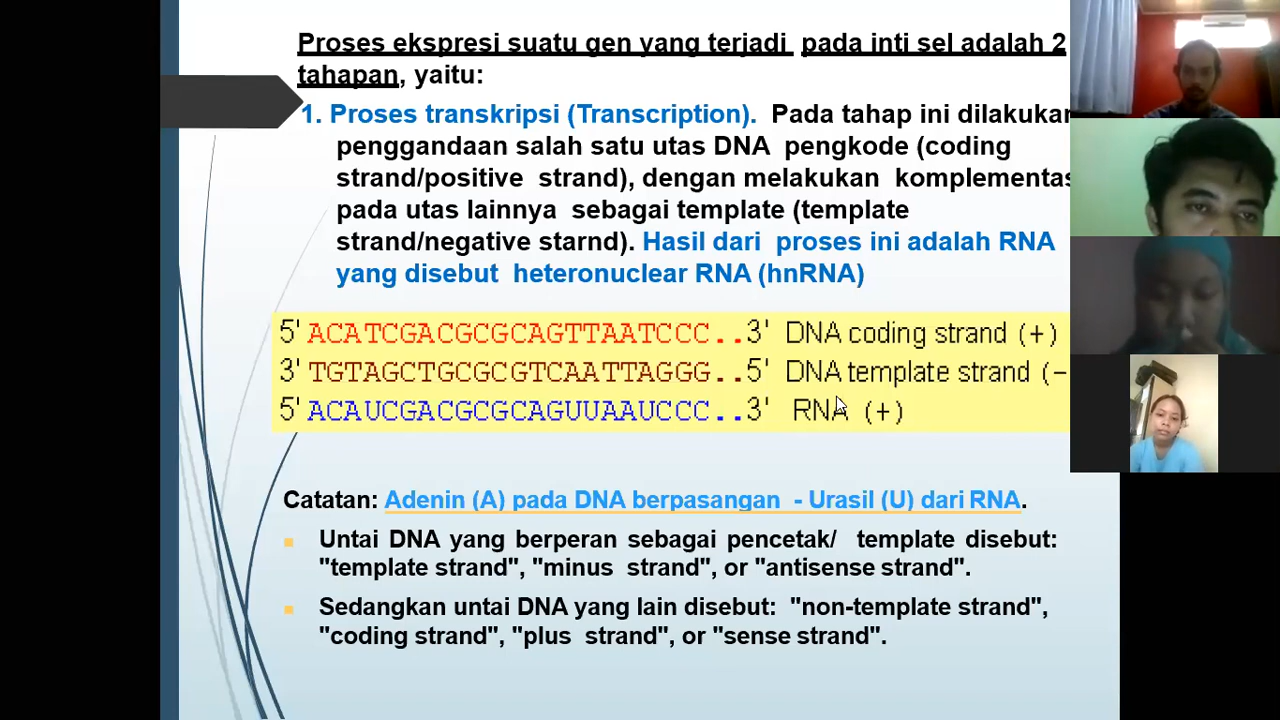 Proses ekspresi suatu gen yang terjadi pada inti sel adalah 2
tahapan, yaitu:
1. Proses transkripsi (Transcription). Pada tahap ini dilakukan
penggandaan salah satu utas DNA pengkode (coding
strand/positive strand), dengan melakukan komplementas
pada utas lainnya sebagai template (template
strand/negative starnd). Hasil dari proses ini adalah RNA
yang disebut heteronuclear RNA (hnRNA)
5' ACATCGACGCGCAGTTAATCCC..3' DNA coding strand (+)
3' TGTAGCTGCGCGTCAATTAGGG..5' DNA template strand (–
5' ACAUCGACGCGCAGUUAAUCCC..3' RNA (+)
Catatan: Adenin (A) pada DNA berpasangan - Urasil (U) dari RNA.
Untai DNA yang berperan sebagai pencetak/ template disebut:
"template strand", "minus strand", or "antisense strand".
Sedangkan untai DNA yang lain disebut: "non-template strand",
"coding strand", "plus strand", or "sense strand".